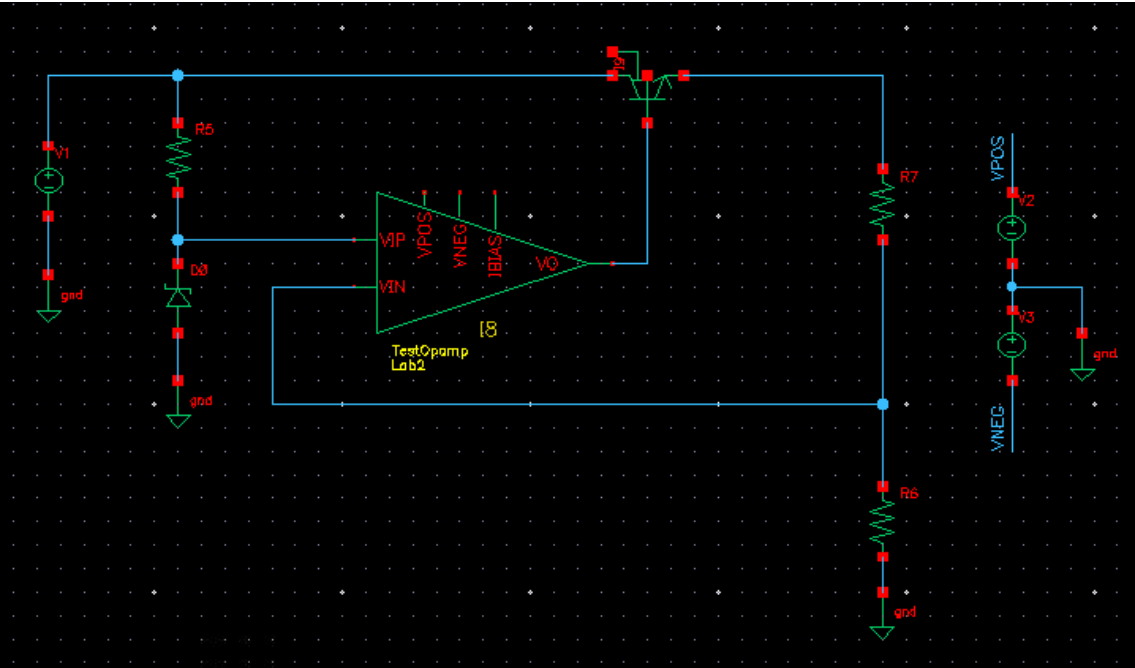 V1
gnd
R5
D0
gnd
VIP
VIN
VPOS
VNEG
IBIAS
VO
I8
TestOpamp
Lab2
R7
R6
gnd
VPOS
V2
V3
gnd
VNEG